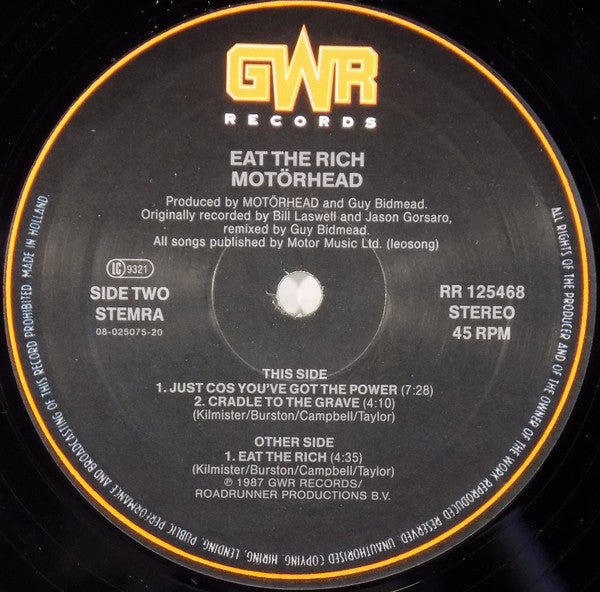 GWR
RECORDS
EAT THE RICH
MOTÖRHEAD
Produced by MOTÖRHEAD and Guy Bidmead.
Originally recorded by Bill Laswell and Jason Gorsaro,
remixed by Guy Bidmead.
All songs published by Motor Music Ltd. (leosong)
LC 9321
SIDE TWO
STEMRA
08-025075-20
RR 125468
STEREO
45 RPM
THIS SIDE
1. JUST COS YOU'VE GOT THE POWER (7:28)
2. CRADLE TO THE GRAVE (4:10)
(Kilmister/Burston/Campbell/Taylor)
OTHER SIDE
1. EAT THE RICH (4:35)
(Kilmister/Burston/Campbell/Taylor)
℗ 1987 GWR RECORDS/
ROADRUNNER PRODUCTIONS B.V.
ALL RIGHTS OF THE PRODUCER AND OF THE OWNER OF THE WORK REPRODUCED RESERVED. UNAUTHORISED COPYING, HIRING, LENDING, PUBLIC PERFORMANCE AND BROADCASTING OF THIS RECORD PROHIBITED. MADE IN HOLLAND.